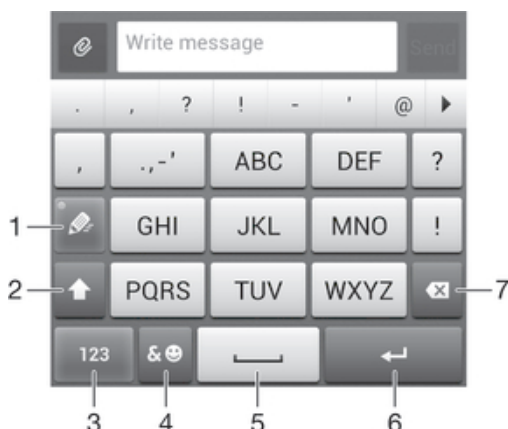 Write message Send
. , ? ! - ' @
, .,-' ABC DEF ?
1 GHI JKL MNO !
2 PQRS TUV WXYZ 7
123 &
3 4 5 6